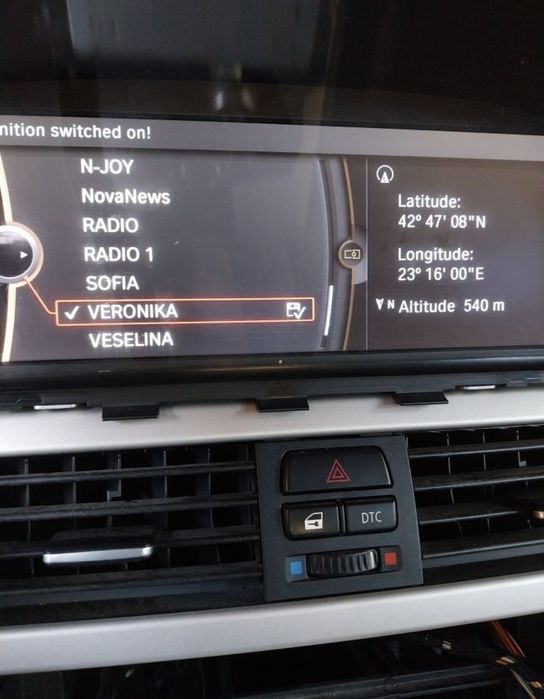 nition switched on!
N-JOY
NovaNews
RADIO
RADIO 1
SOFIA
VERONIKA
VESELINA
Latitude:
42° 47' 08"N
Longitude:
23° 16' 00"E
N Altitude 540 m
DTC